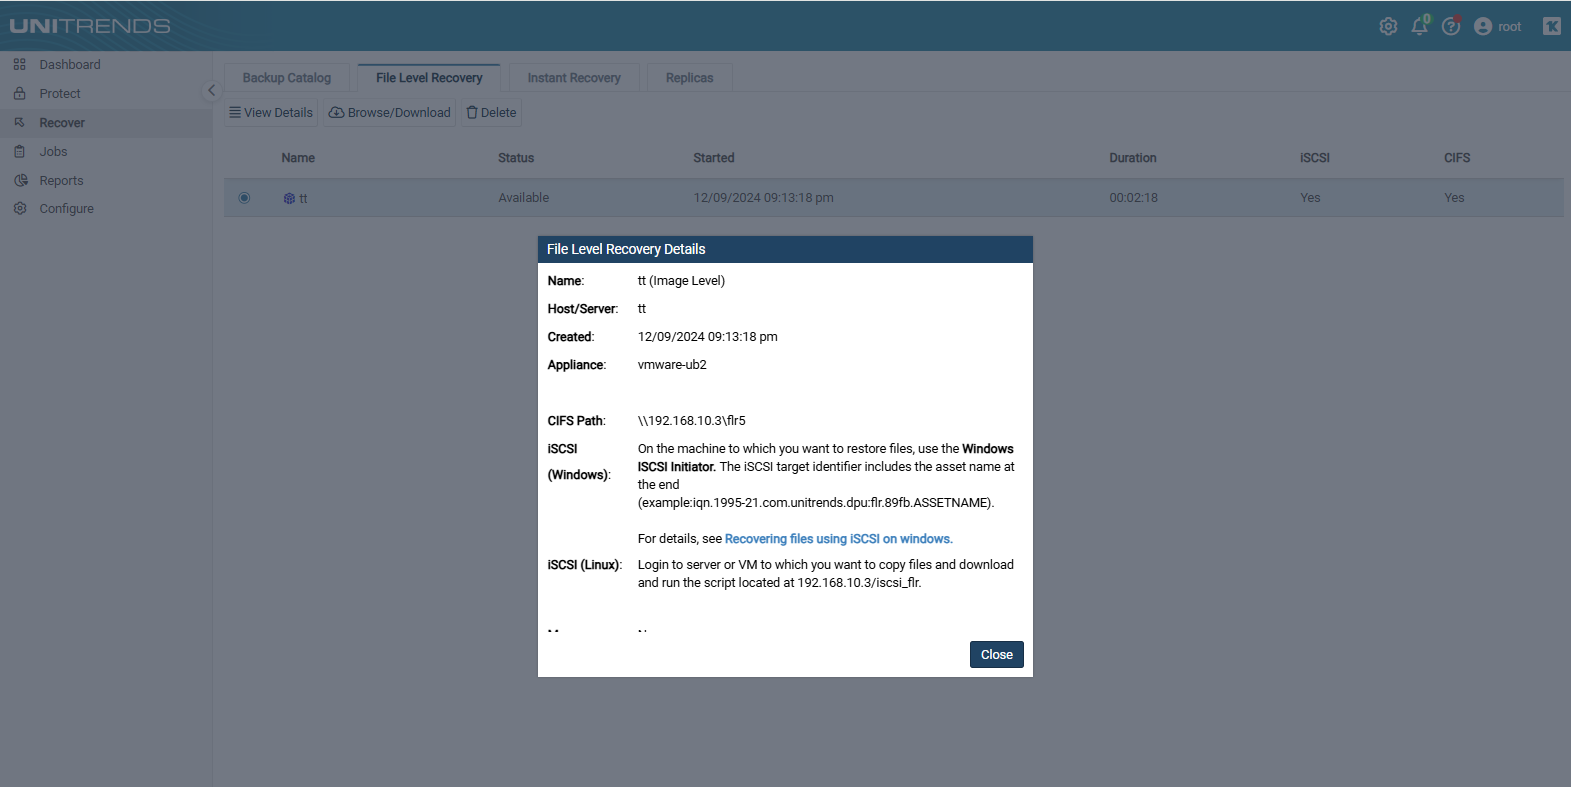 UNITRENDS
0
root
Dashboard
Protect
Recover
Jobs
Reports
Configure
Backup Catalog
File Level Recovery
Instant Recovery
Replicas
View Details
Browse/Download
Delete
Name Status Started Duration iSCSI CIFS
tt Available 12/09/2024 09:13:18 pm 00:02:18 Yes Yes
File Level Recovery Details
Name: tt (Image Level)
Host/Server: tt
Created: 12/09/2024 09:13:18 pm
Appliance: vmware-ub2
CIFS Path: \\192.168.10.3\flr5
iSCSI
(Windows):
On the machine to which you want to restore files, use the Windows
ISCSI Initiator. The iSCSI target identifier includes the asset name at
the end
(example:iqn.1995-21.com.unitrends.dpu:flr.89fb.ASSETNAME).
For details, see Recovering files using iSCSI on windows.
iSCSI (Linux): Login to server or VM to which you want to copy files and download
and run the script located at 192.168.10.3/iscsi_flr.
Close